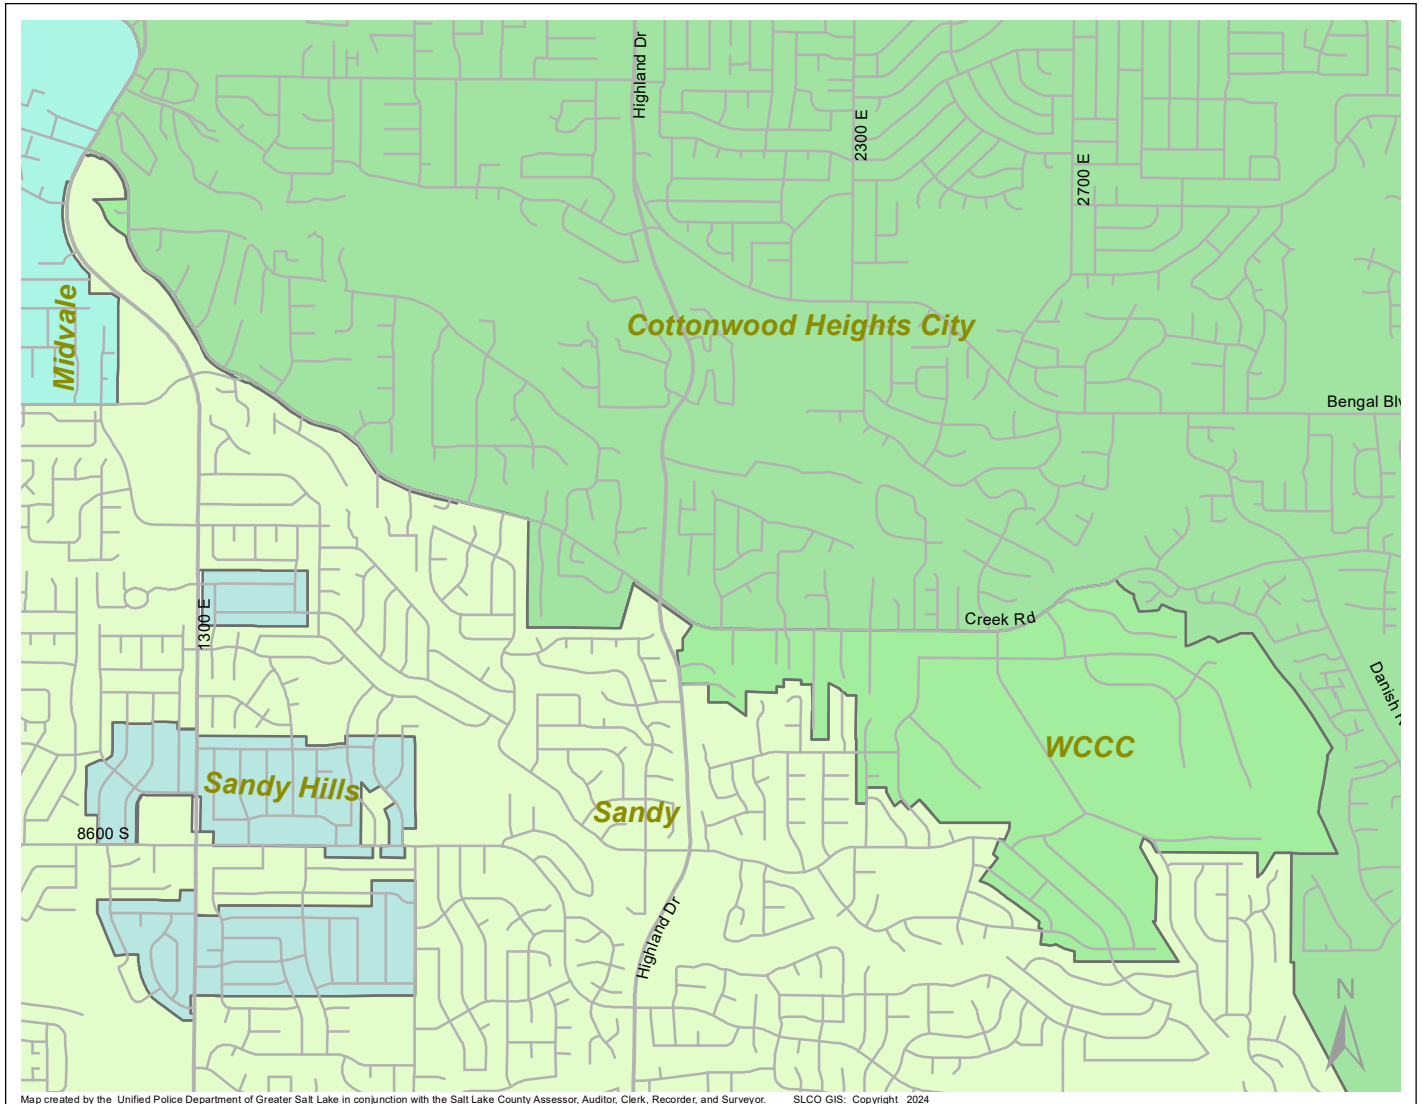 Highland Dr
2300 E
2700 E
Midvale
Cottonwood Heights City
Bengal Blv
1300 E
Creek Rd
Danish R
WCCC
Sandy Hills
Sandy
8600 S
Highland Dr
N
Map created by the Unified Police Department of Greater Salt Lake in conjunction with the Salt Lake County Assessor, Auditor, Clerk, Recorder, and Surveyor. SLCO GIS: Copyright 2024